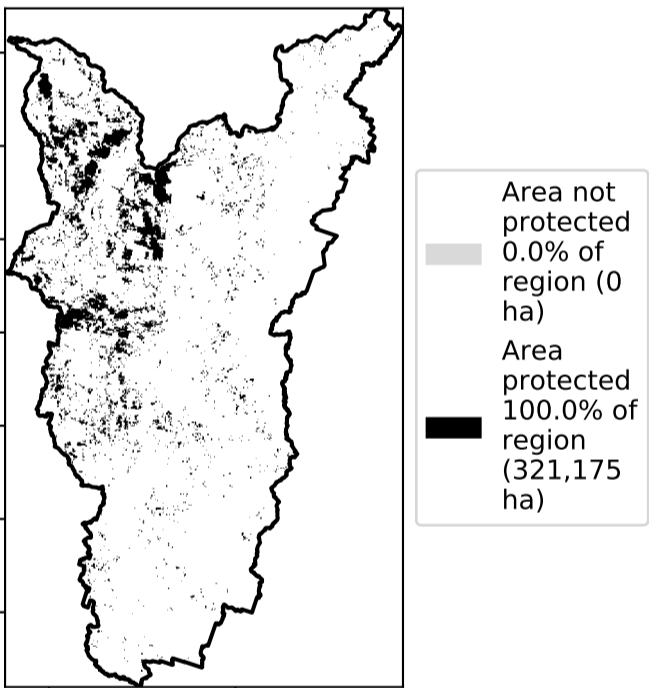 Area not
protected
0.0% of
region (0
ha)
Area
protected
100.0% of
region
(321,175
ha)